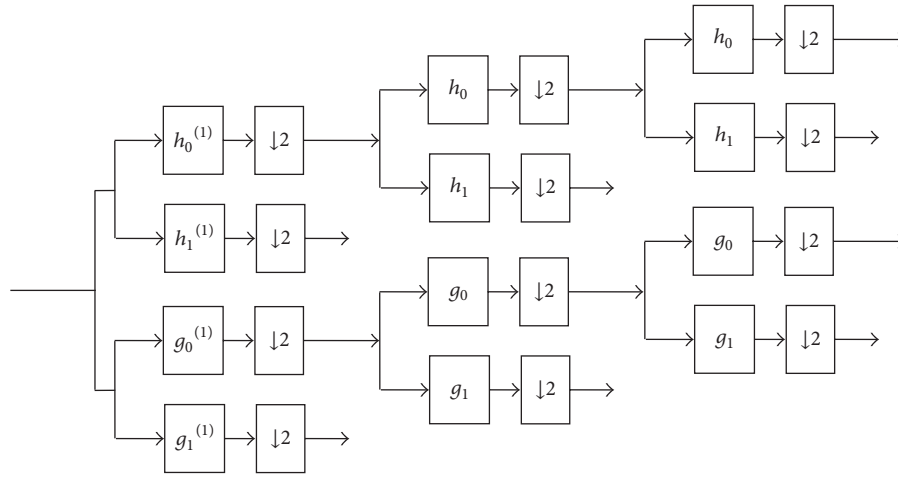 h₀ ↓2
h₀ ↓2
h₀⁽¹⁾ ↓2
h₁ ↓2
h₁ ↓2
h₁⁽¹⁾ ↓2
g₀ ↓2
g₀ ↓2
g₀⁽¹⁾ ↓2
g₁ ↓2
g₁ ↓2
g₁⁽¹⁾ ↓2